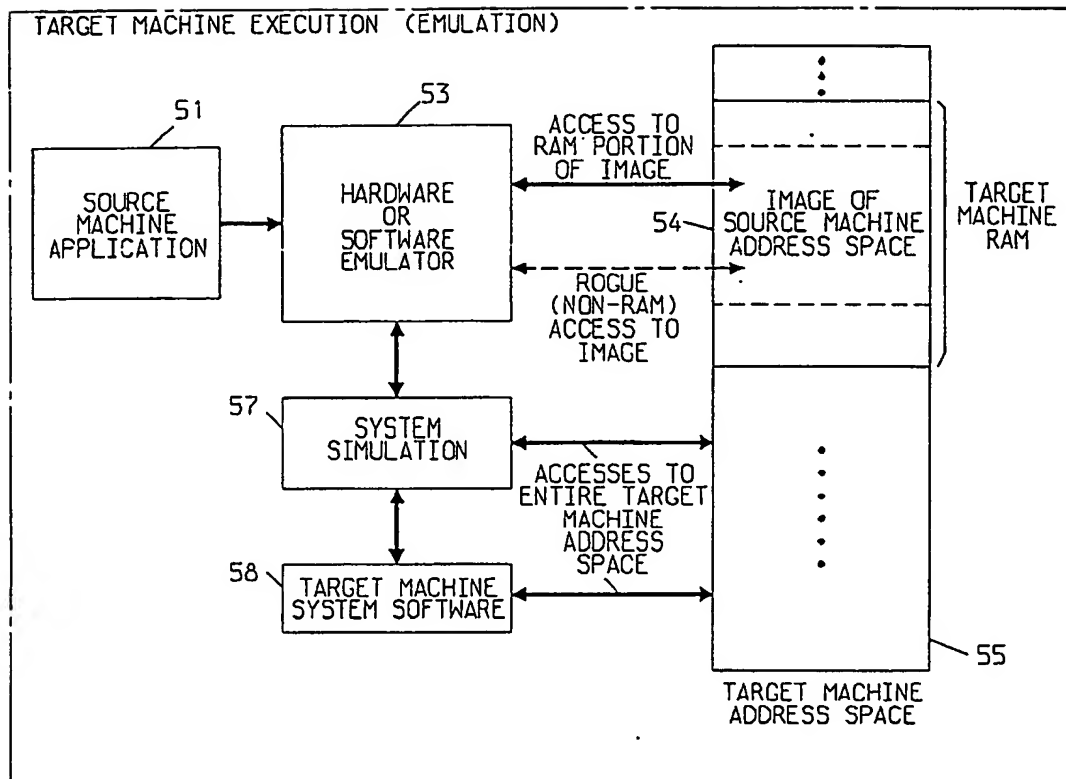 TARGET MACHINE EXECUTION (EMULATION)
51
SOURCE
MACHINE
APPLICATION
53
HARDWARE
OR
SOFTWARE
EMULATOR
ACCESS TO
RAM PORTION
OF IMAGE
54
IMAGE OF
SOURCE MACHINE
ADDRESS SPACE
TARGET
MACHINE
RAM
ROGUE
(NON-RAM)
ACCESS TO
IMAGE
57
SYSTEM
SIMULATION
ACCESSES TO
ENTIRE TARGET
MACHINE
ADDRESS
SPACE
58
TARGET MACHINE
SYSTEM SOFTWARE
55
TARGET MACHINE
ADDRESS SPACE